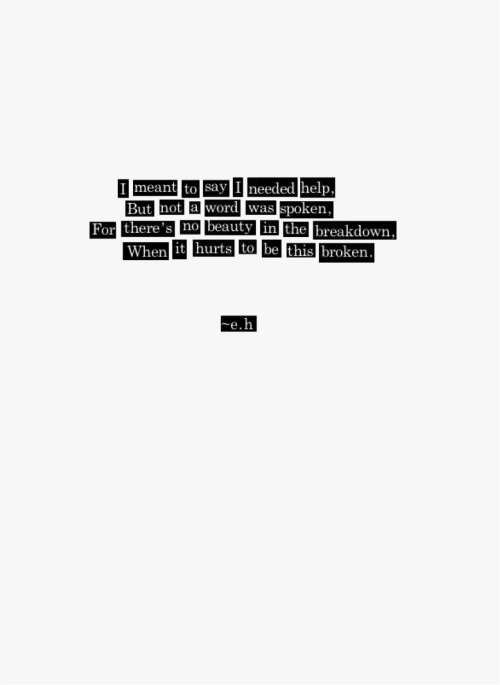 I meant to say I needed help,
But not a word was spoken,
For there's no beauty in the breakdown,
When it hurts to be this broken.
~e.h